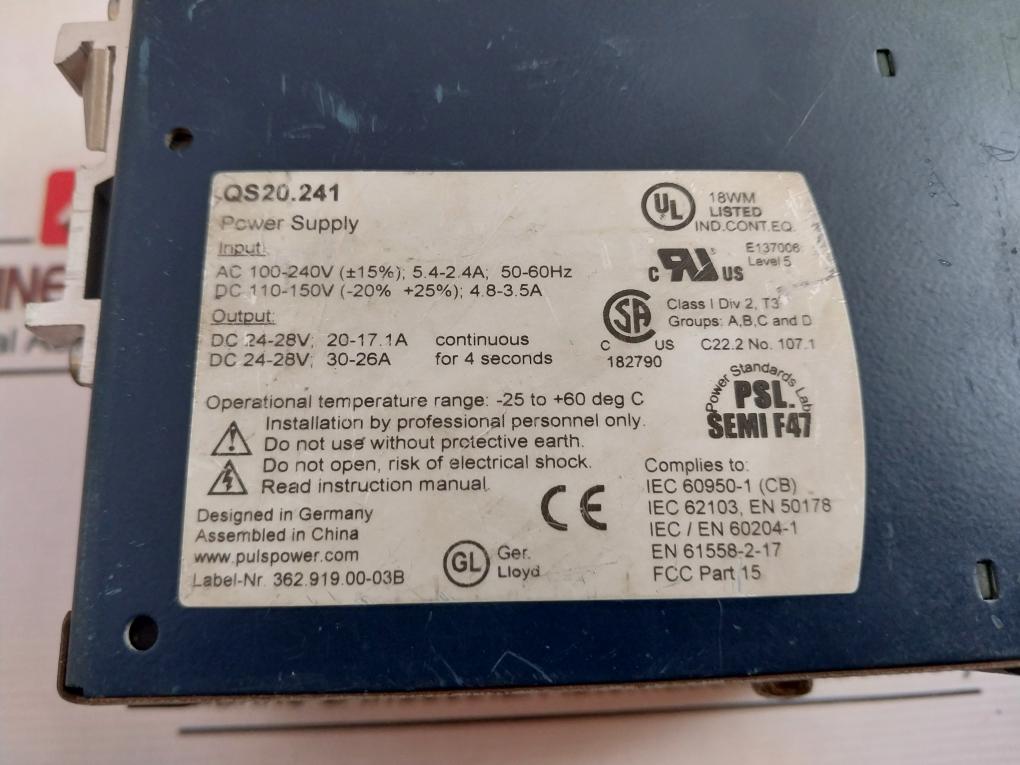 QS20.241
Power Supply
Input:
AC 100-240V (±15%); 5.4-2.4A; 50-60Hz
DC 110-150V (-20% +25%); 4.8-3.5A
Output:
DC 24-28V; 20-17.1A continuous
DC 24-28V; 30-26A for 4 seconds
Operational temperature range: -25 to +60 deg C
Installation by professional personnel only.
Do not use without protective earth.
Do not open, risk of electrical shock.
Read instruction manual.
Designed in Germany
Assembled in China
www.pulspower.com
Label-Nr. 362.919.00-03B
UL
18WM
LISTED
IND.CONT.EQ.
C RU US
E137006
Level 5
SA
C US
182790
Class I Div 2, T3
Groups: A,B,C and D
C22.2 No. 107.1
Power Standards Lab
PSL.
SEMI F47
CE
GL
Ger.
Lloyd
Complies to:
IEC 60950-1 (CB)
IEC 62103, EN 50178
IEC / EN 60204-1
EN 61558-2-17
FCC Part 15